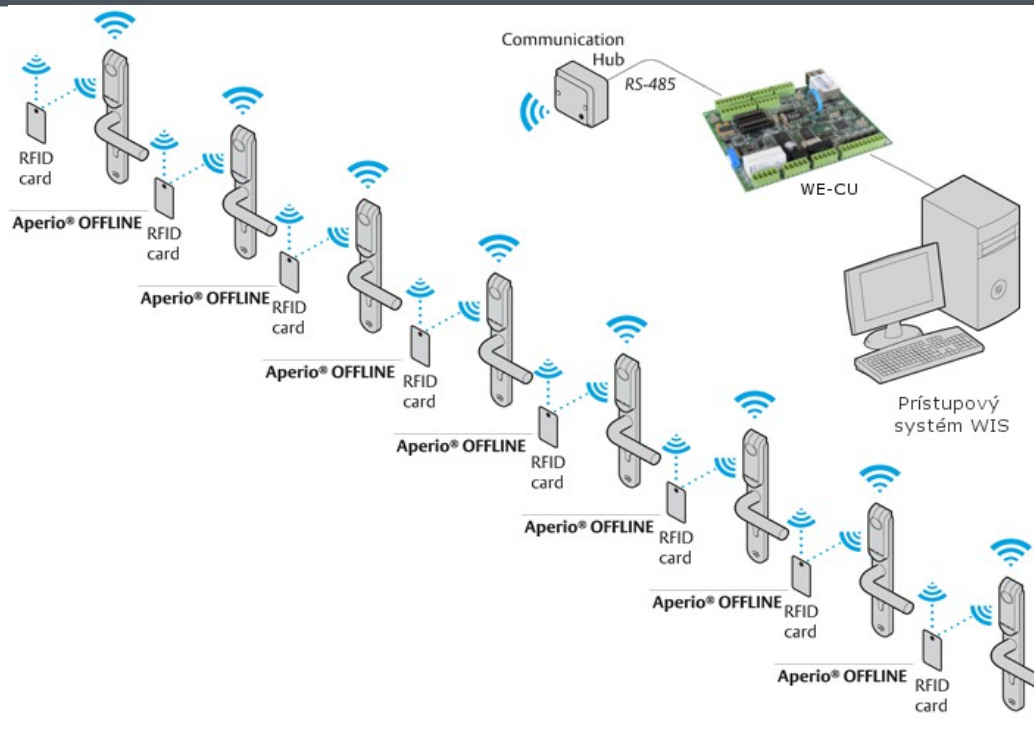 Communication
Hub
RS-485
WE-CU
Prístupový
systém WIS
RFID
card
Aperio® OFFLINE
RFID
card
Aperio® OFFLINE
RFID
card
Aperio® OFFLINE
RFID
card
Aperio® OFFLINE
RFID
card
Aperio® OFFLINE
RFID
card
Aperio® OFFLINE
RFID
card
Aperio® OFFLINE
RFID
card